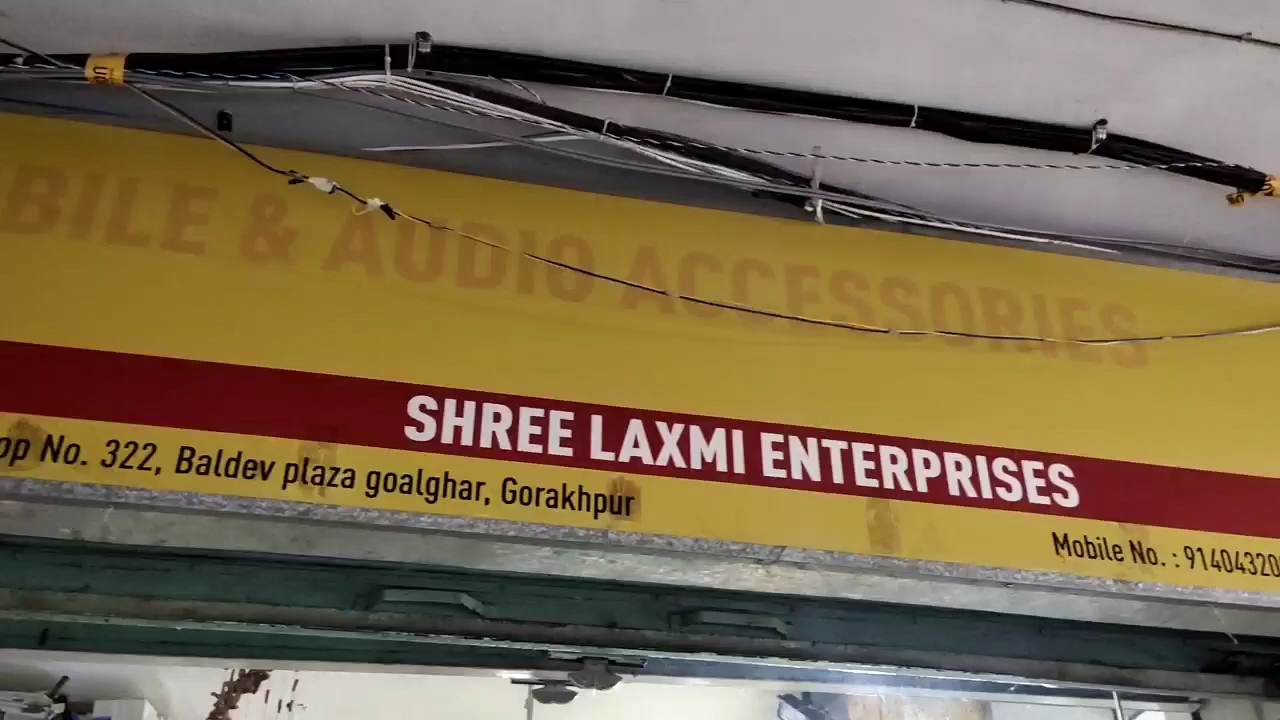 BILE & AUDIO ACCESSORIES
SHREE LAXMI ENTERPRISES
op No. 322, Baldev plaza goalghar, Gorakhpur
Mobile No. : 91404320